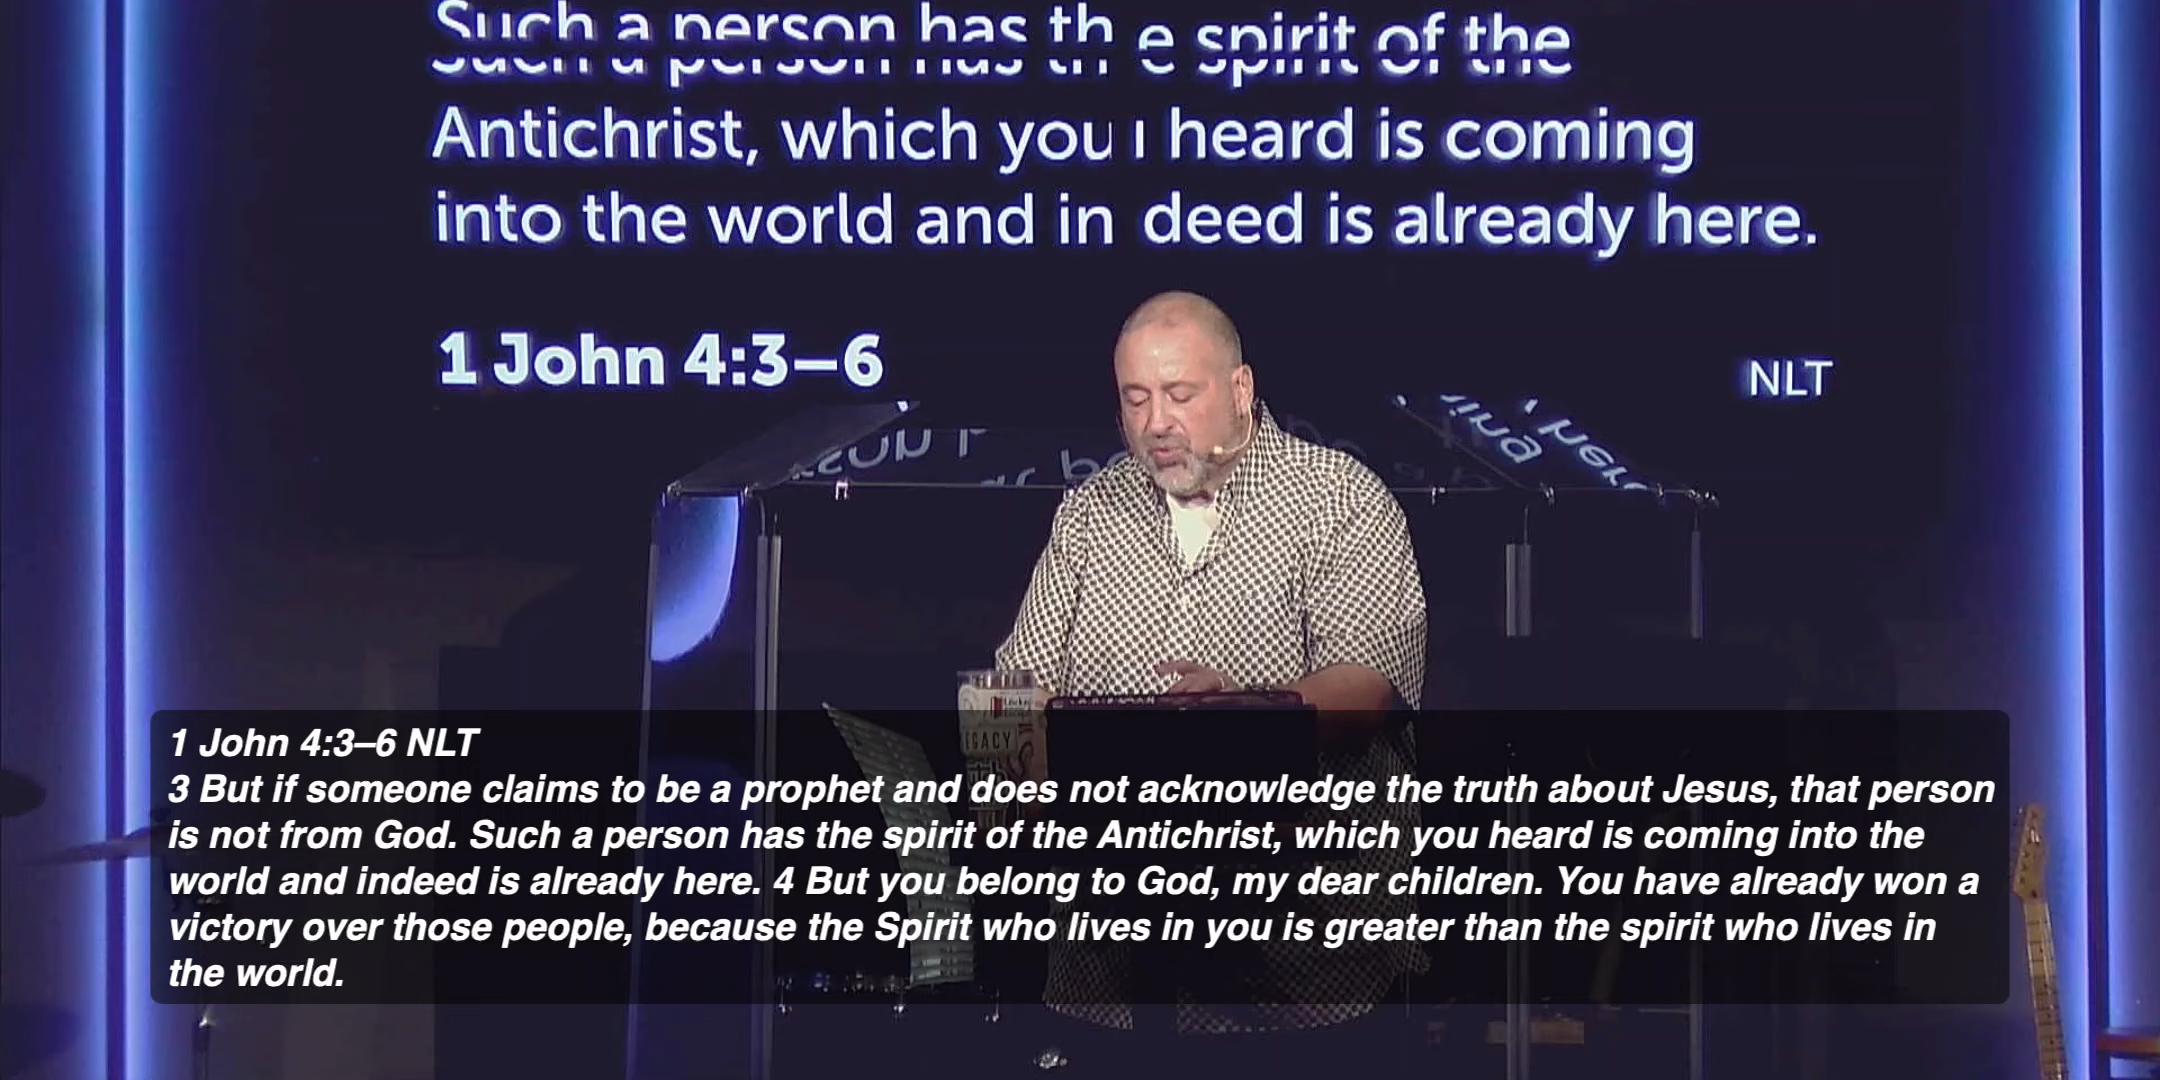 Such a person has the spirit of the
Antichrist, which you heard is coming
into the world and indeed is already here.
1 John 4:3–6
NLT
EGACY
1 John 4:3–6 NLT
3 But if someone claims to be a prophet and does not acknowledge the truth about Jesus, that person
is not from God. Such a person has the spirit of the Antichrist, which you heard is coming into the
world and indeed is already here. 4 But you belong to God, my dear children. You have already won a
victory over those people, because the Spirit who lives in you is greater than the spirit who lives in
the world.